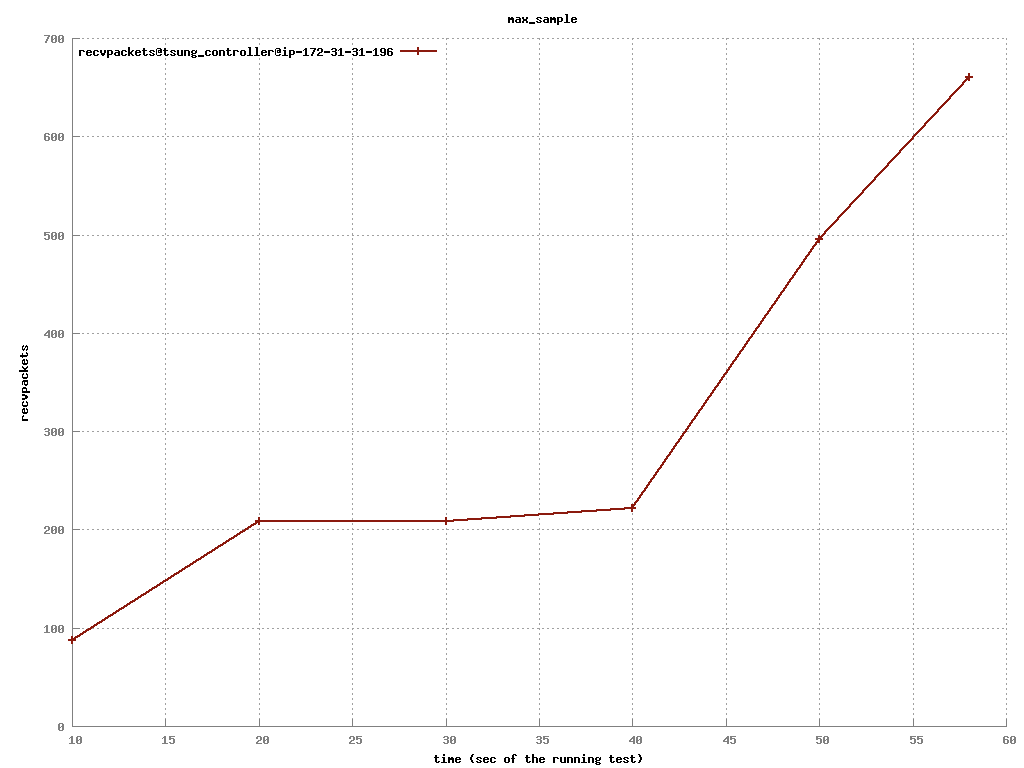 max_sample
700
recvpackets@tsung_controller@ip-172-31-31-196
600
500
400
recvpackets
300
200
100
0
10 15 20 25 30 35 40 45 50 55 60
time (sec of the running test)